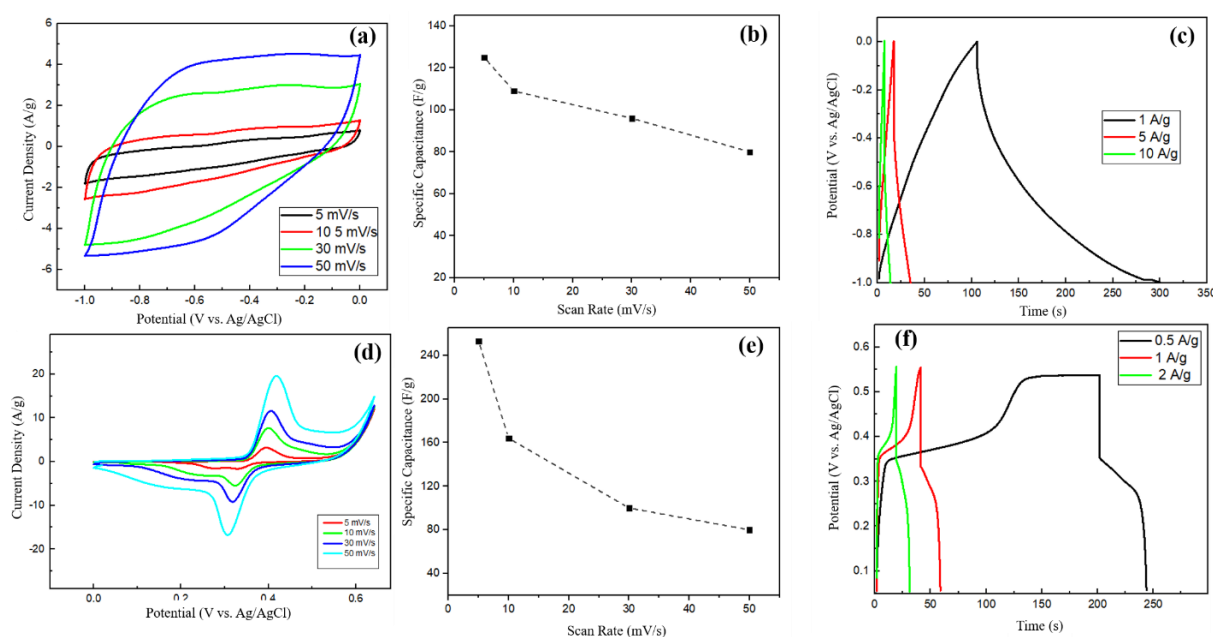 (a)
Current Density (A/g)
6
4
2
0
-2
-4
-6
5 mV/s
10 5 mV/s
30 mV/s
50 mV/s
-1.0
-0.8
-0.6
-0.4
-0.2
0.0
Potential (V vs. Ag/AgCl)
(b)
Specific Capacitance (F/g)
140
120
100
80
60
40
20
0
10
20
30
40
50
Scan Rate (mV/s)
(c)
Potential (V vs. Ag/AgCl)
0.0
-0.2
-0.4
-0.6
-0.8
-1.0
1 A/g
5 A/g
10 A/g
0
50
100
150
200
250
300
350
Time (s)
(d)
Current Density (A/g)
20
10
0
-10
-20
5 mV/s
10 mV/s
30 mV/s
50 mV/s
0.0
0.2
0.4
0.6
Potential (V vs. Ag/AgCl)
(e)
Specific Capacitance (F/g)
240
200
160
120
80
40
10
20
30
40
50
Scan Rate (mV/s)
(f)
Potential (V vs. Ag/AgCl)
0.6
0.5
0.4
0.3
0.2
0.1
0.5 A/g
1 A/g
2 A/g
0
50
100
150
200
250
Time (s)